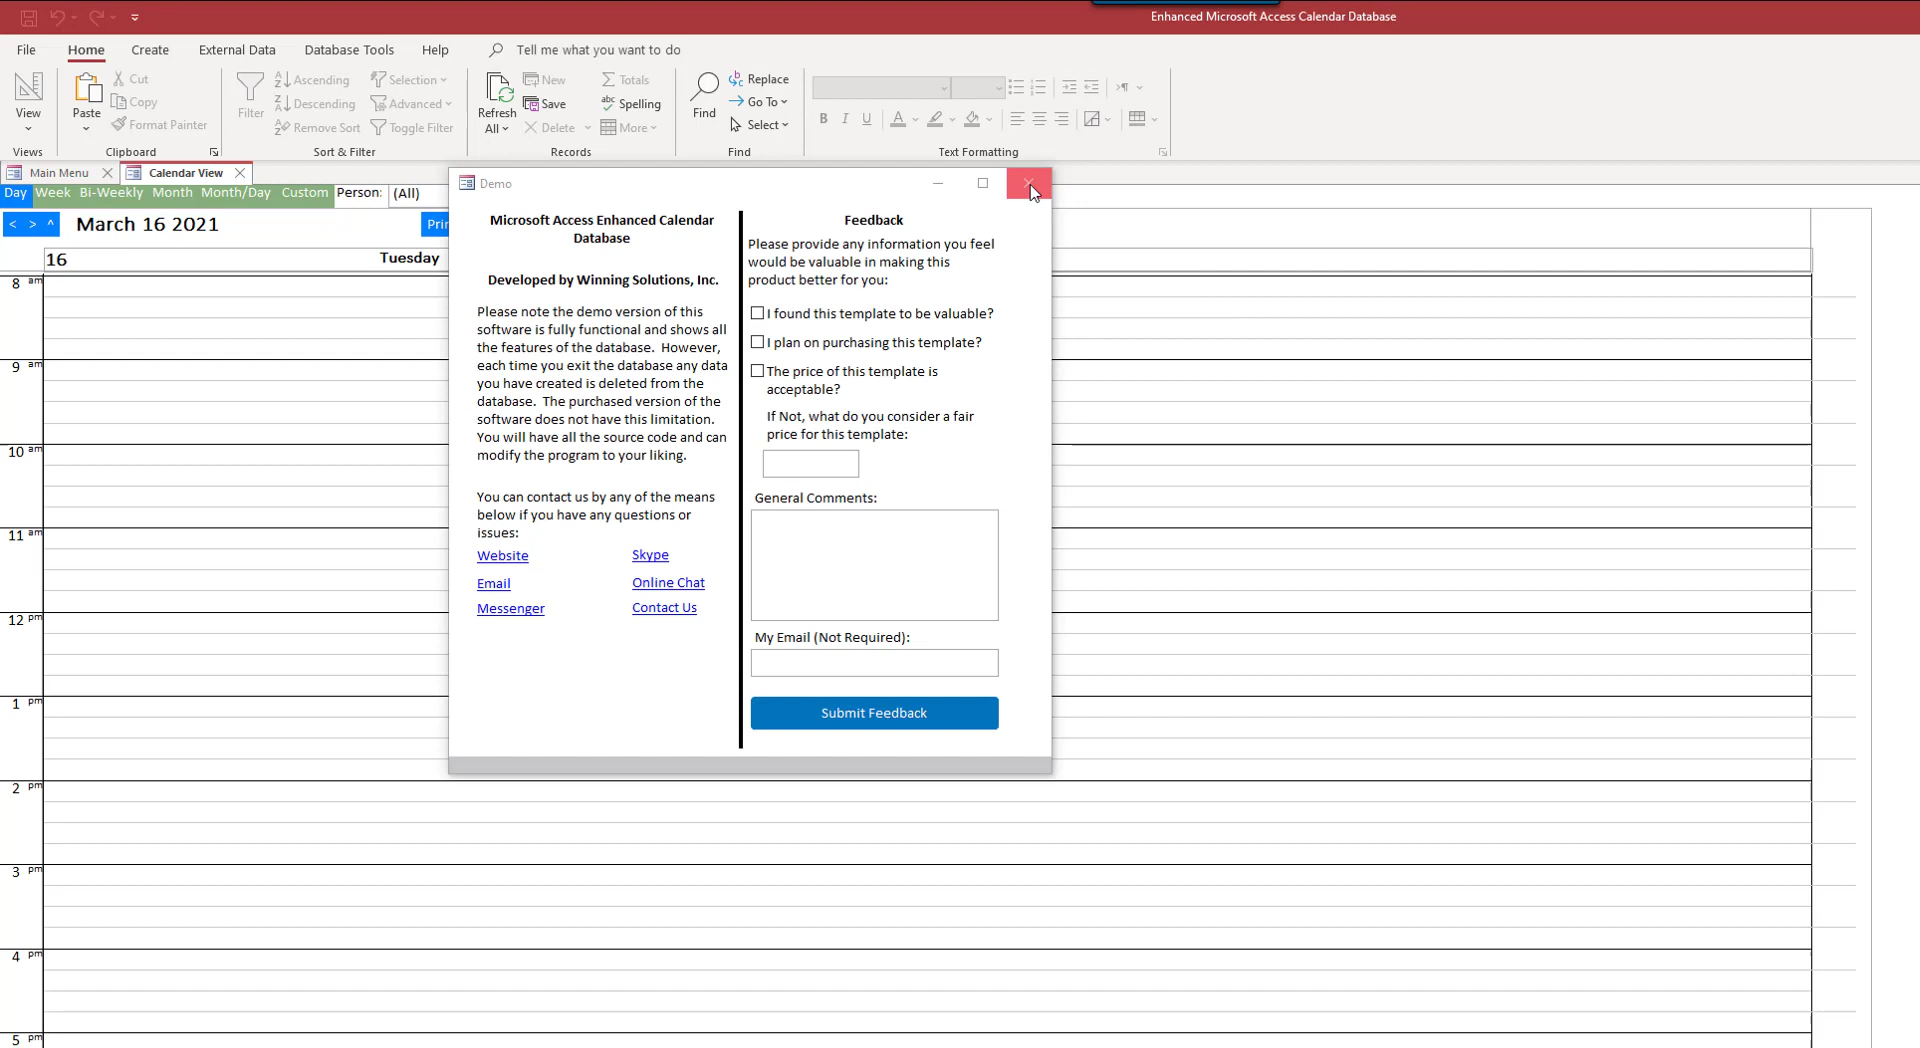 Enhanced Microsoft Access Calendar Database
File Home Create External Data Database Tools Help Tell me what you want to do
View
Views
Paste
Cut
Copy
Format Painter
Clipboard
Filter
Ascending
Descending
Remove Sort
Selection
Advanced
Toggle Filter
Sort & Filter
Refresh
All
New
Save
Delete
Totals
Spelling
More
Records
Find
Replace
Go To
Select
Find
B I U A
Text Formatting
Main Menu Calendar View
Day Week Bi-Weekly Month Month/Day Custom Person: (All)
< > ^ March 16 2021 Prin
16 Tuesday
8 am
9 am
10 am
11 am
12 pm
1 pm
2 pm
3 pm
4 pm
5 pm
Demo
Microsoft Access Enhanced Calendar
Database
Developed by Winning Solutions, Inc.
Please note the demo version of this
software is fully functional and shows all
the features of the database. However,
each time you exit the database any data
you have created is deleted from the
database. The purchased version of the
software does not have this limitation.
You will have all the source code and can
modify the program to your liking.
You can contact us by any of the means
below if you have any questions or
issues:
Website Skype
Email Online Chat
Messenger Contact Us
Feedback
Please provide any information you feel
would be valuable in making this
product better for you:
I found this template to be valuable?
I plan on purchasing this template?
The price of this template is
acceptable?
If Not, what do you consider a fair
price for this template:
General Comments:
My Email (Not Required):
Submit Feedback